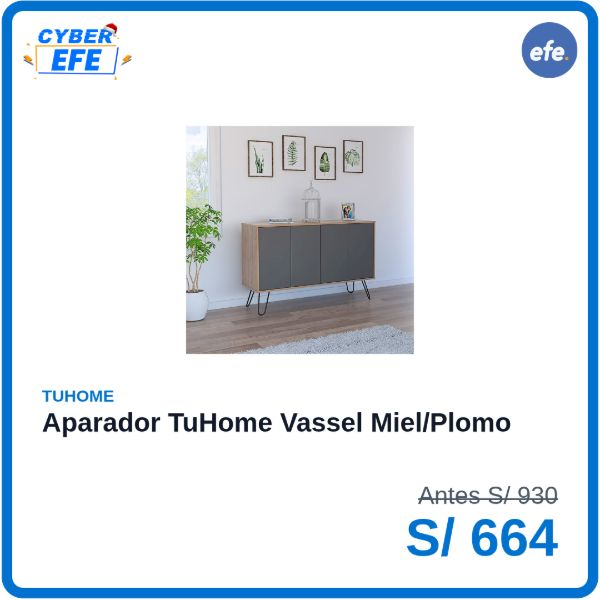 CYBER
EFE
efe.
TUHOME
Aparador TuHome Vassel Miel/Plomo
Antes S/ 930
S/ 664